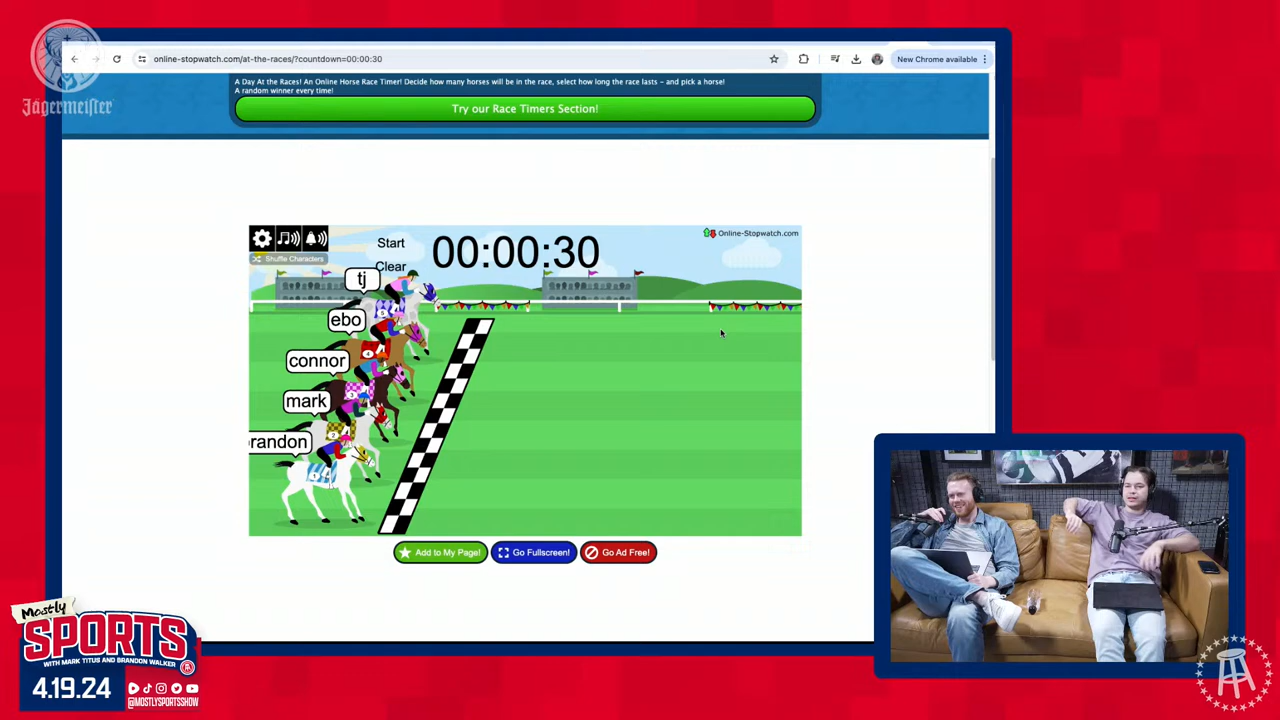 Jägermeister
online-stopwatch.com/at-the-races/?countdown=00:00:30
New Chrome available
A Day At the Races! An Online Horse Race Timer! Decide how many horses will be in the race, select how long the race lasts - and pick a horse!
A random winner every time!
Try our Race Timers Section!
Start
Clear
00:00:30
Online-Stopwatch.com
Shuffle Characters
tj
ebo
connor
mark
randon
Add to My Page!
Go Fullscreen!
Go Ad Free!
Mostly
SPORTS
WITH MARK TITUS AND BRANDON WALKER
4.19.24
@MOSTLYSPORTSSHOW